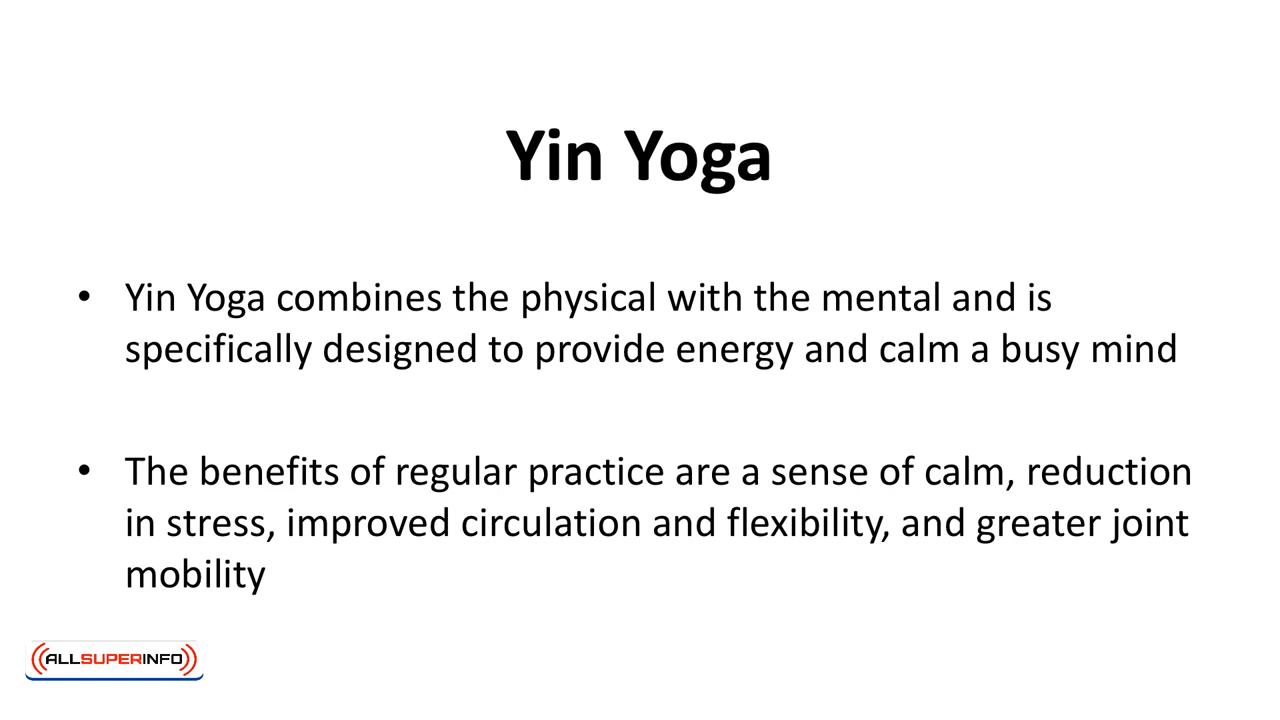 Yin Yoga
• Yin Yoga combines the physical with the mental and is
specifically designed to provide energy and calm a busy mind
• The benefits of regular practice are a sense of calm, reduction
in stress, improved circulation and flexibility, and greater joint
mobility
ALLSUPERINFO